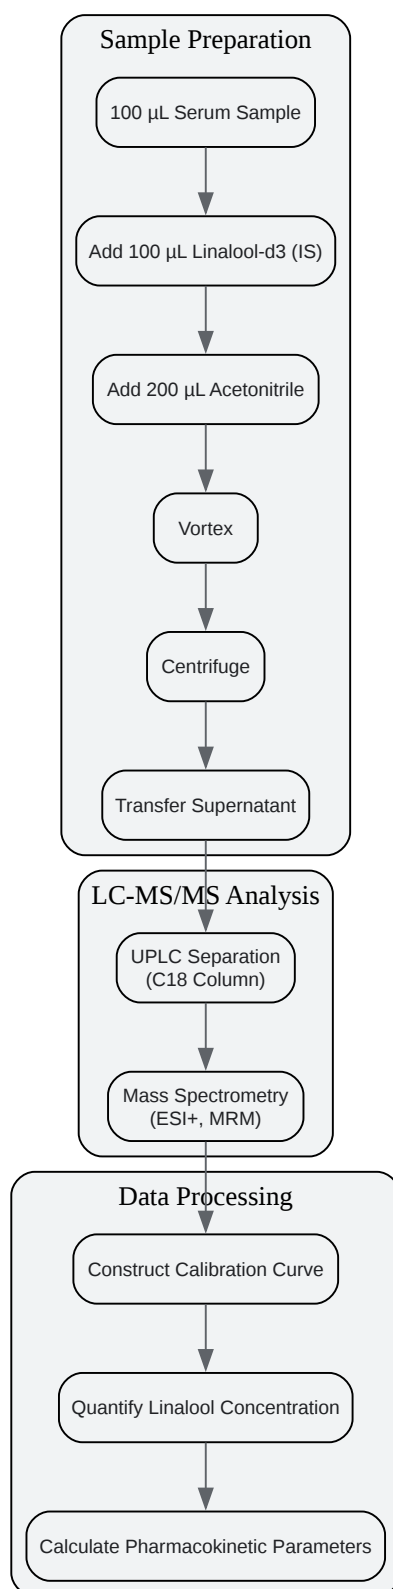 Sample Preparation
100 µL Serum Sample
Add 100 µL Linalool-d3 (IS)
Add 200 µL Acetonitrile
Vortex
Centrifuge
Transfer Supernatant
LC-MS/MS Analysis
UPLC Separation
(C18 Column)
Mass Spectrometry
(ESI+, MRM)
Data Processing
Construct Calibration Curve
Quantify Linalool Concentration
Calculate Pharmacokinetic Parameters